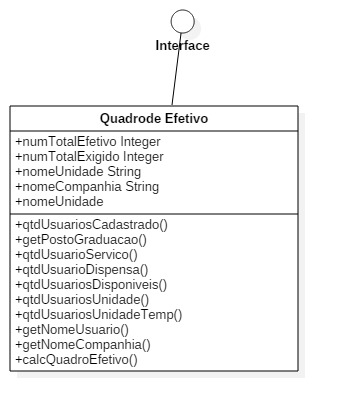 Interface
Quadrode Efetivo
+numTotalEfetivo Integer
+numTotalExigido Integer
+nomeUnidade String
+nomeCompanhia String
+nomeUnidade
+qtdUsuariosCadastrado()
+getPostoGraduacao()
+qtdUsuarioServico()
+qtdUsuarioDispensa()
+qtdUsuariosDisponiveis()
+qtdUsuariosUnidade()
+qtdUsuariosUnidadeTemp()
+getNomeUsuario()
+getNomeCompanhia()
+calcQuadroEfetivo()